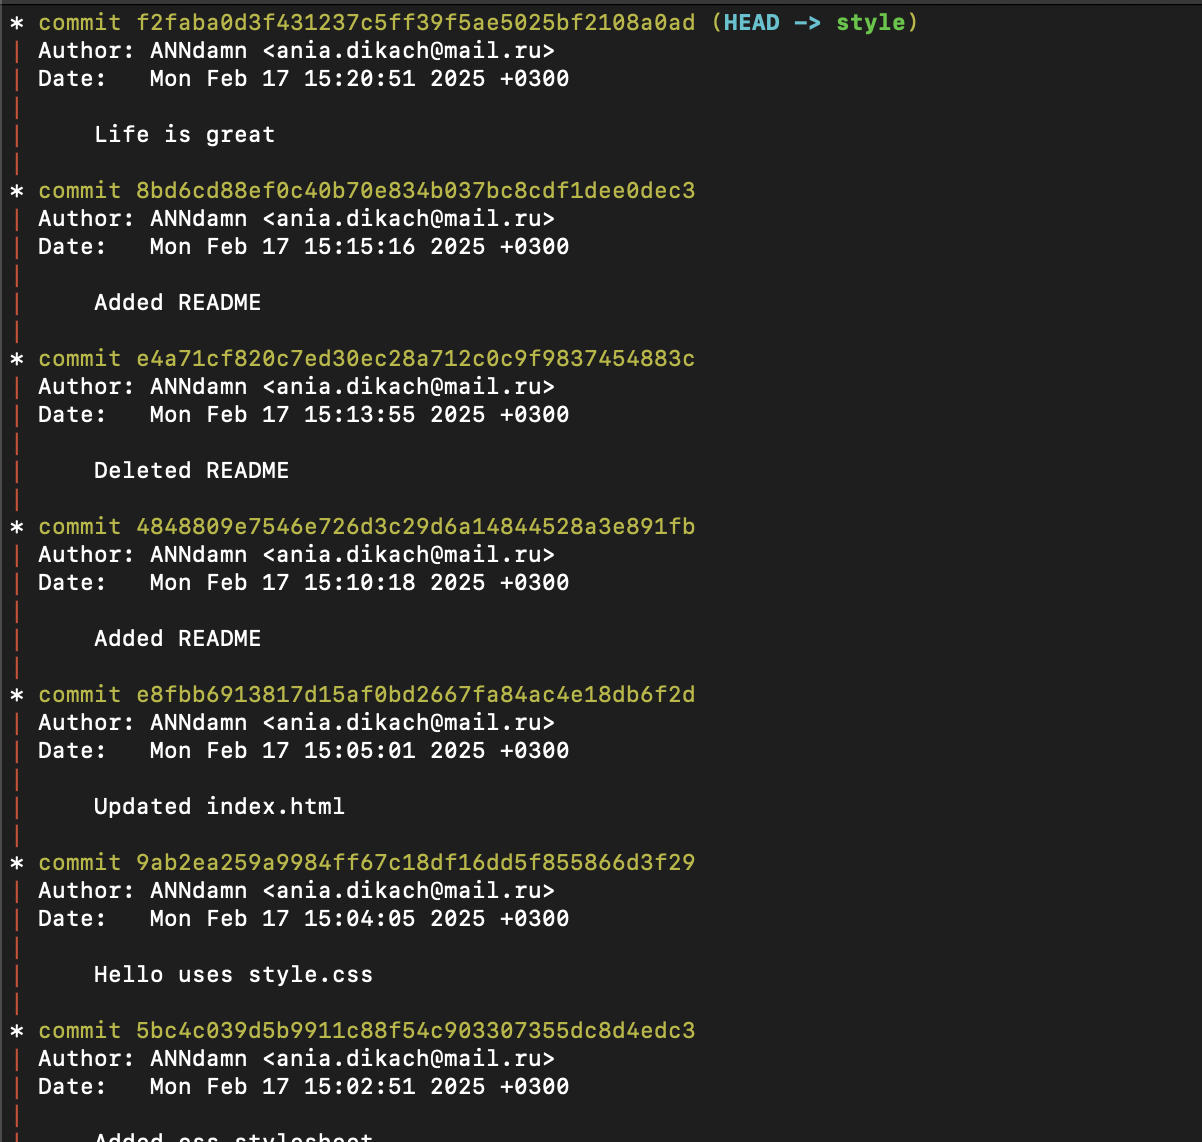 * commit f2faba0d3f431237c5ff39f5ae5025bf2108a0ad (HEAD -> style)
| Author: ANNdamn <ania.dikach@mail.ru>
| Date:   Mon Feb 17 15:20:51 2025 +0300
|
|     Life is great
|
* commit 8bd6cd88ef0c40b70e834b037bc8cdf1dee0dec3
| Author: ANNdamn <ania.dikach@mail.ru>
| Date:   Mon Feb 17 15:15:16 2025 +0300
|
|     Added README
|
* commit e4a71cf820c7ed30ec28a712c0c9f9837454883c
| Author: ANNdamn <ania.dikach@mail.ru>
| Date:   Mon Feb 17 15:13:55 2025 +0300
|
|     Deleted README
|
* commit 4848809e7546e726d3c29d6a14844528a3e891fb
| Author: ANNdamn <ania.dikach@mail.ru>
| Date:   Mon Feb 17 15:10:18 2025 +0300
|
|     Added README
|
* commit e8fbb6913817d15af0bd2667fa84ac4e18db6f2d
| Author: ANNdamn <ania.dikach@mail.ru>
| Date:   Mon Feb 17 15:05:01 2025 +0300
|
|     Updated index.html
|
* commit 9ab2ea259a9984ff67c18df16dd5f855866d3f29
| Author: ANNdamn <ania.dikach@mail.ru>
| Date:   Mon Feb 17 15:04:05 2025 +0300
|
|     Hello uses style.css
|
* commit 5bc4c039d5b9911c88f54c903307355dc8d4edc3
| Author: ANNdamn <ania.dikach@mail.ru>
| Date:   Mon Feb 17 15:02:51 2025 +0300
|
|     Added css stylesheet